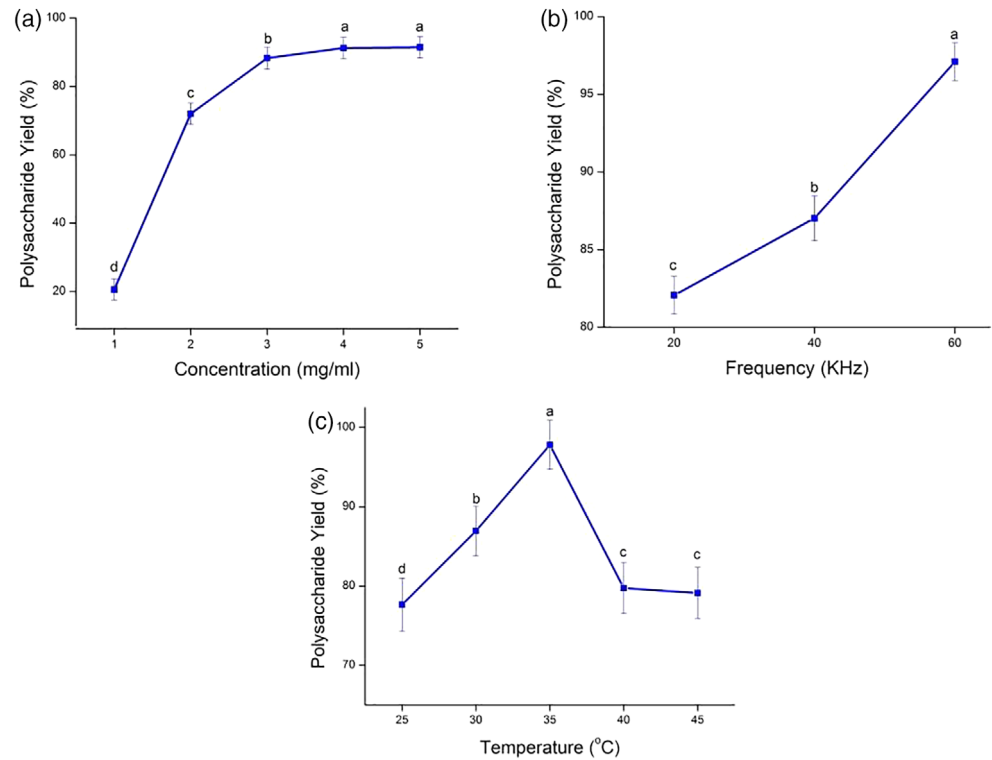 (a)
Polysaccharide Yield (%)
100
80
60
40
20
d
c
b
a
a
1 2 3 4 5
Concentration (mg/ml)
(b)
Polysaccharide Yield (%)
100
95
90
85
80
c
b
a
20 40 60
Frequency (KHz)
(c)
Polysaccharide Yield (%)
100
90
80
70
d
b
a
c
c
25 30 35 40 45
Temperature (°C)